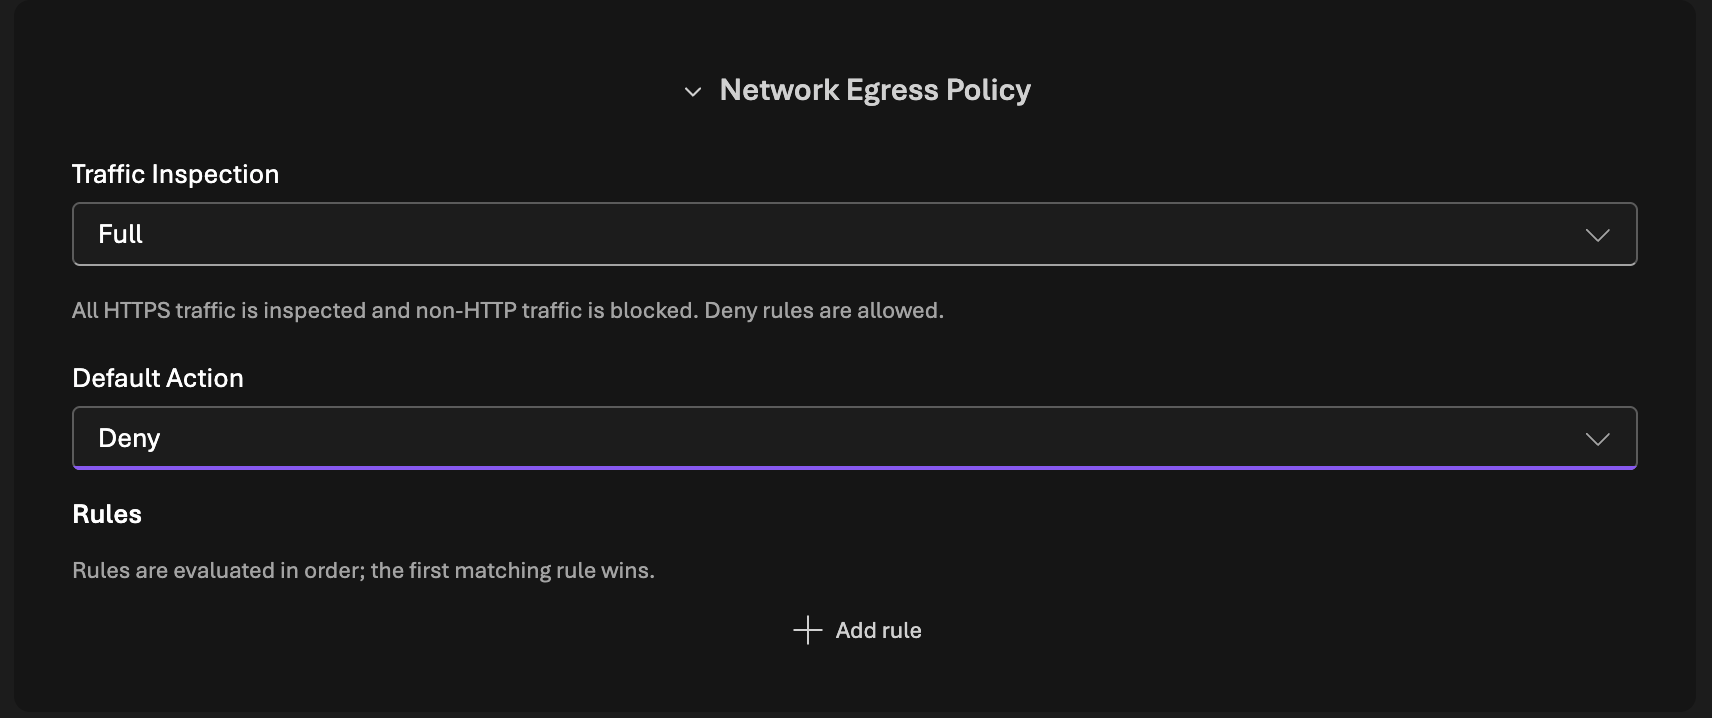 Network Egress Policy
Traffic Inspection
Full
All HTTPS traffic is inspected and non-HTTP traffic is blocked. Deny rules are allowed.
Default Action
Deny
Rules
Rules are evaluated in order; the first matching rule wins.
Add rule